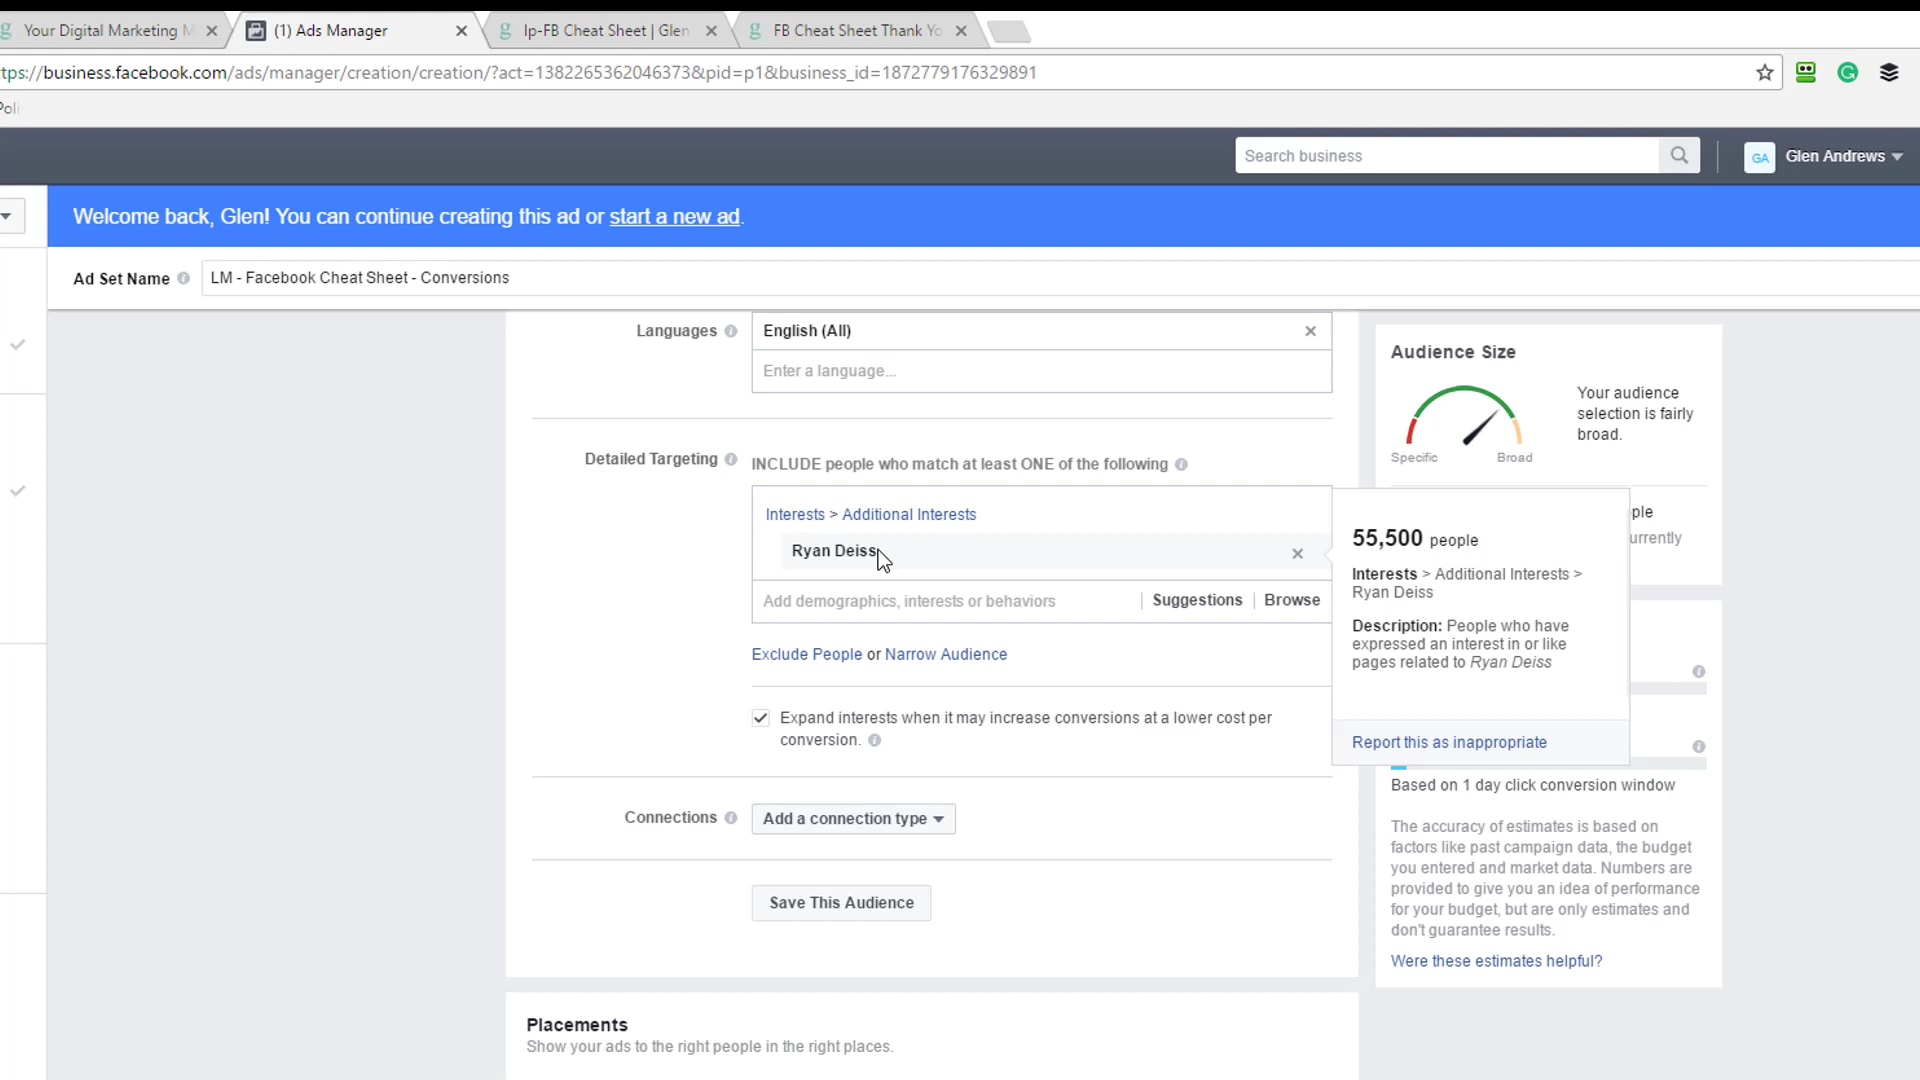 Your Digital Marketing M
(1) Ads Manager
lp-FB Cheat Sheet | Glen
FB Cheat Sheet Thank Yo
ttps://business.facebook.com/ads/manager/creation/creation/?act=1382265362046373&pid=p1&business_id=1872779176329891
Poli
Search business
GA
Glen Andrews
Welcome back, Glen! You can continue creating this ad or start a new ad.
Ad Set Name
LM - Facebook Cheat Sheet - Conversions
Languages
English (All)
Enter a language...
Detailed Targeting
INCLUDE people who match at least ONE of the following
Interests > Additional Interests
Ryan Deiss
Add demographics, interests or behaviors
Suggestions
Browse
Exclude People or Narrow Audience
Expand interests when it may increase conversions at a lower cost per
conversion.
Connections
Add a connection type
Save This Audience
Placements
Show your ads to the right people in the right places.
Audience Size
Your audience
selection is fairly
broad.
Specific
Broad
ple
urrently
55,500 people
Interests > Additional Interests >
Ryan Deiss
Description: People who have
expressed an interest in or like
pages related to Ryan Deiss
Report this as inappropriate
Based on 1 day click conversion window
The accuracy of estimates is based on
factors like past campaign data, the budget
you entered and market data. Numbers are
provided to give you an idea of performance
for your budget, but are only estimates and
don't guarantee results.
Were these estimates helpful?